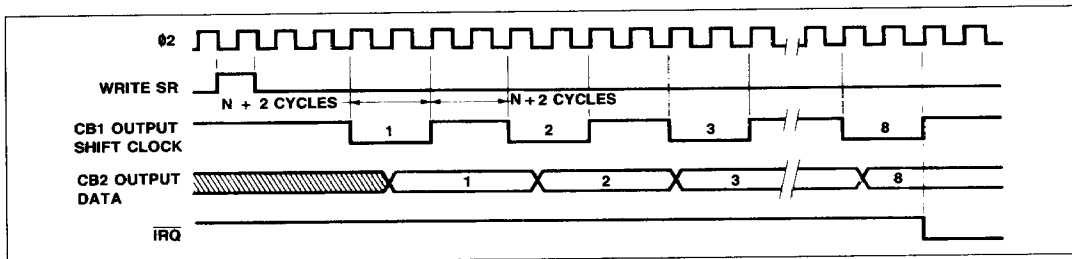 Ø2
WRITE SR
N + 2 CYCLES N + 2 CYCLES
CB1 OUTPUT
SHIFT CLOCK
1 2 3 8
CB2 OUTPUT
DATA
1 2 3 8
IRQ